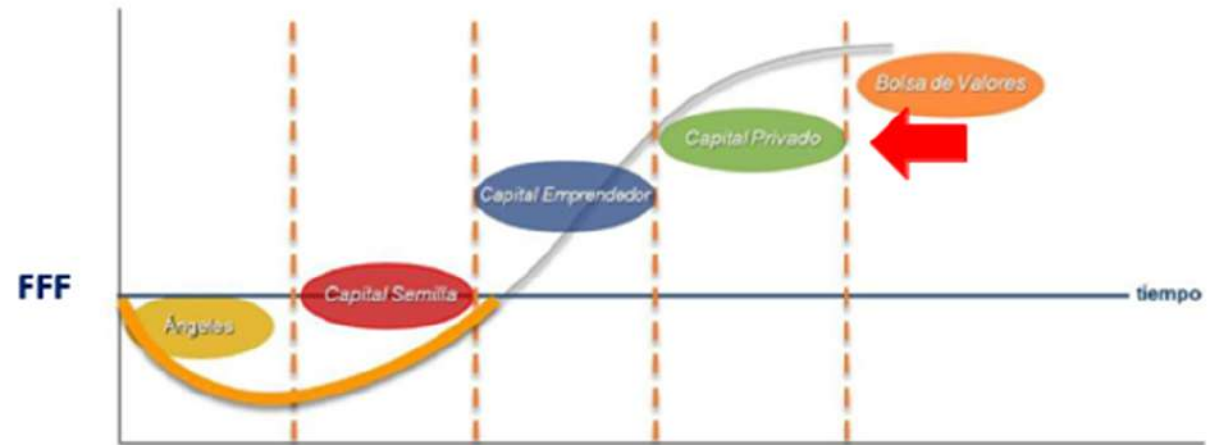 Bolsa de Valores
Capital Privado
Capital Emprendedor
FFF
Capital Semilla
tiempo
Ángeles